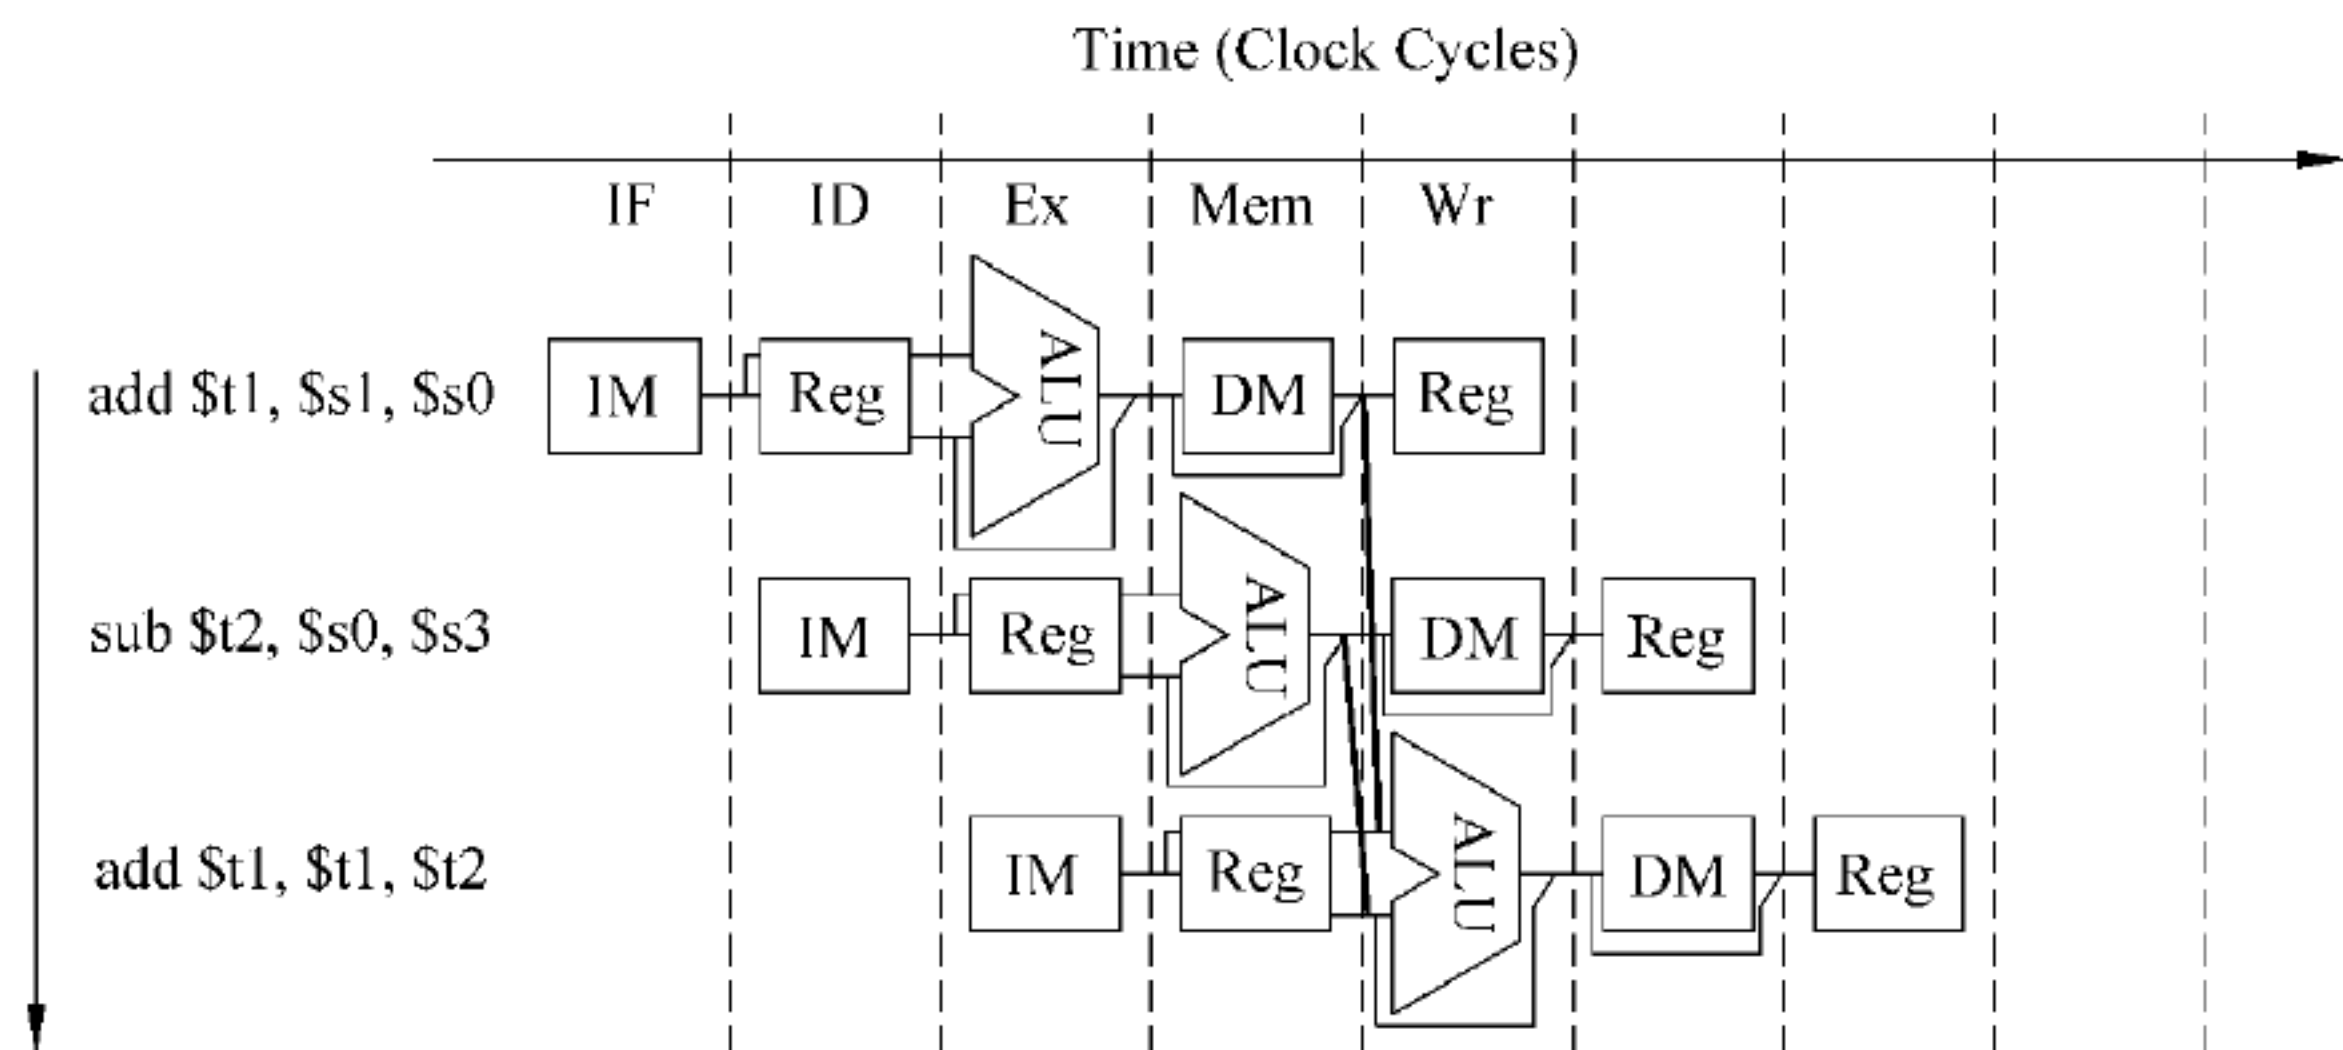 Time (Clock Cycles)
IF ID Ex Mem Wr
add $t1, $s1, $s0 IM Reg ALU DM Reg
sub $t2, $s0, $s3 IM Reg ALU DM Reg
add $t1, $t1, $t2 IM Reg ALU DM Reg